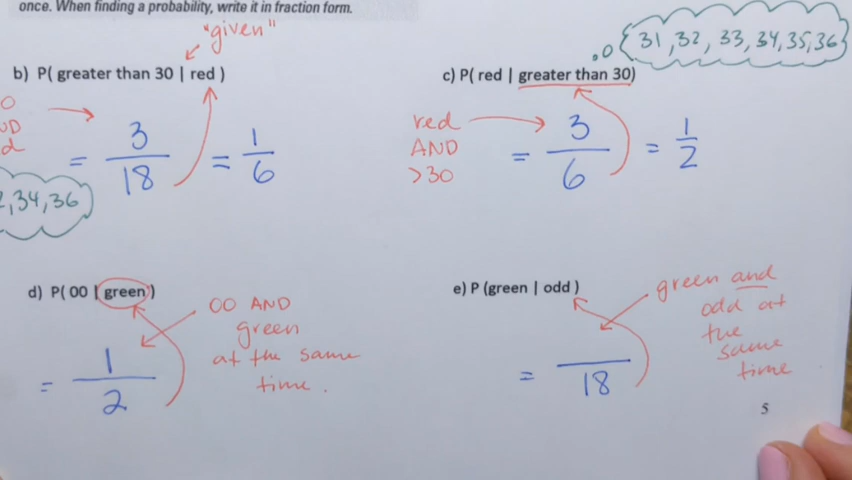 once. When finding a probability, write it in fraction form.
"given"
b) P( greater than 30 | red )
= 3/18 = 1/6
,34,36
31, 32, 33, 34, 35, 36
c) P( red | greater than 30)
red
AND
>30
= 3/6 = 1/2
d) P( 00 | green )
00 AND
green
at the same
time.
= 1/2
e) P (green | odd )
green and
odd at
the
same
time
= /18
5